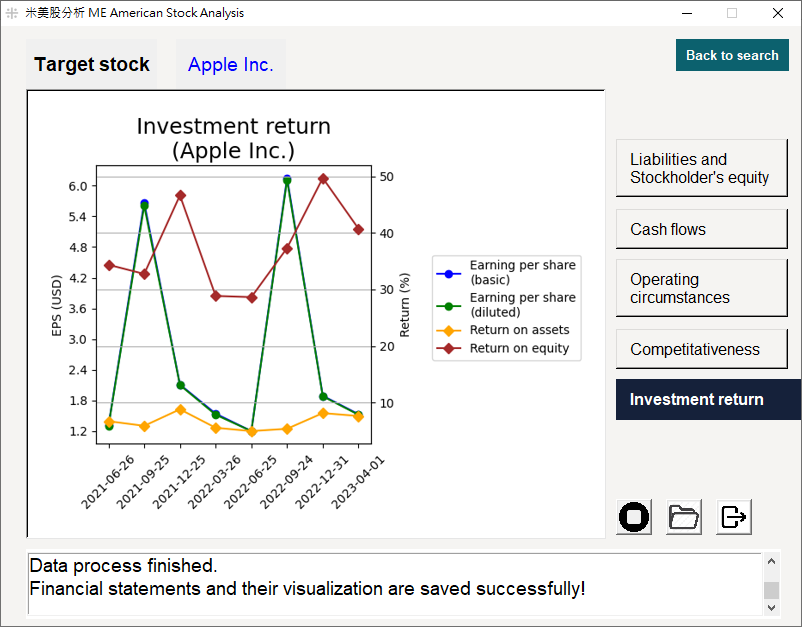 米美股分析 ME American Stock Analysis
Target stock
Apple Inc.
Back to search
Investment return
(Apple Inc.)
6.0
5.4
4.8
4.2
3.6
3.0
2.4
1.8
1.2
EPS (USD)
50
40
30
20
10
Return (%)
2021-06-26
2021-09-25
2021-12-25
2022-03-26
2022-06-25
2022-09-24
2022-12-31
2023-04-01
Earning per share
(basic)
Earning per share
(diluted)
Return on assets
Return on equity
Liabilities and
Stockholder's equity
Cash flows
Operating
circumstances
Competitativeness
Investment return
Data process finished.
Financial statements and their visualization are saved successfully!